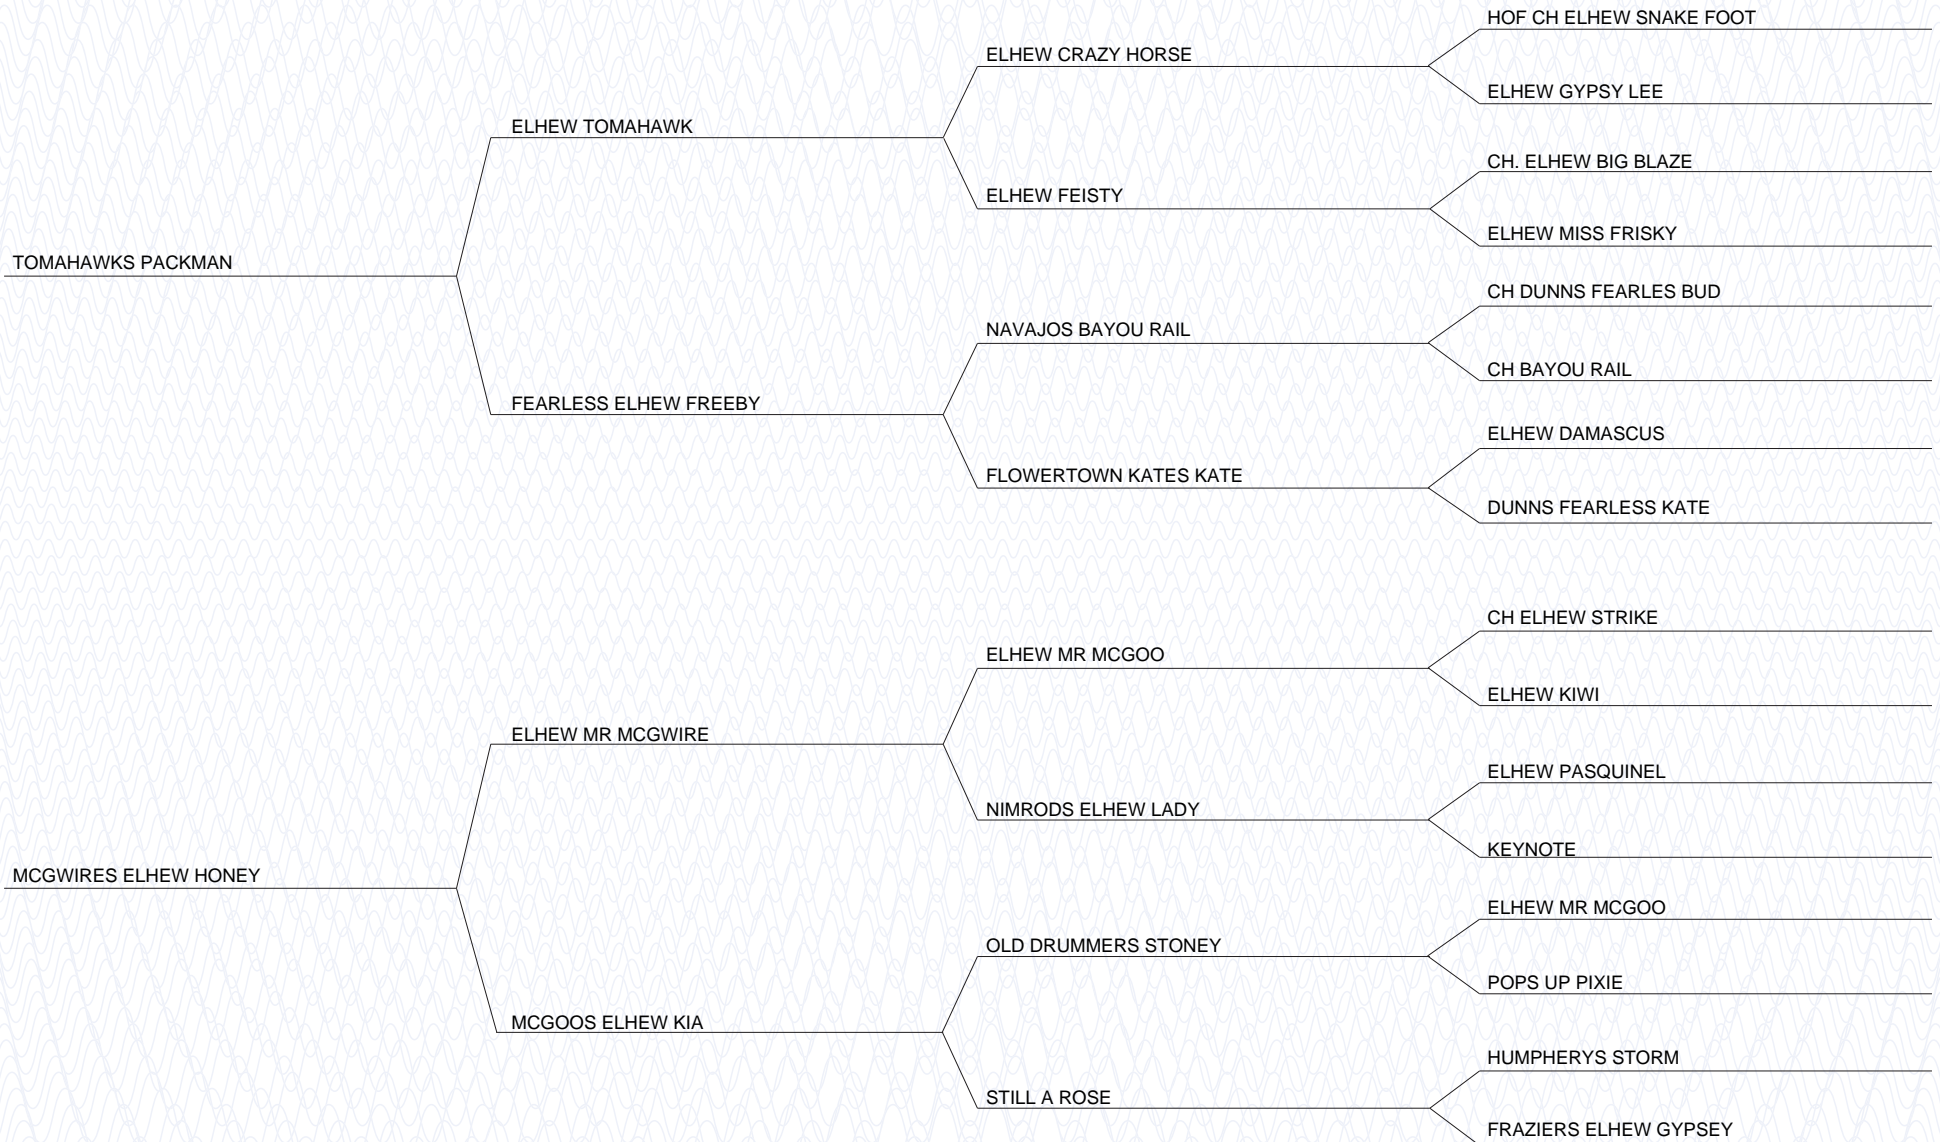 HOF CH ELHEW SNAKE FOOT
ELHEW CRAZY HORSE
ELHEW GYPSY LEE
ELHEW TOMAHAWK
CH. ELHEW BIG BLAZE
ELHEW FEISTY
ELHEW MISS FRISKY
TOMAHAWKS PACKMAN
CH DUNNS FEARLES BUD
NAVAJOS BAYOU RAIL
CH BAYOU RAIL
FEARLESS ELHEW FREEBY
ELHEW DAMASCUS
FLOWERTOWN KATES KATE
DUNNS FEARLESS KATE
CH ELHEW STRIKE
ELHEW MR MCGOO
ELHEW KIWI
ELHEW MR MCGWIRE
ELHEW PASQUINEL
NIMRODS ELHEW LADY
KEYNOTE
MCGWIRES ELHEW HONEY
ELHEW MR MCGOO
OLD DRUMMERS STONEY
POPS UP PIXIE
MCGOOS ELHEW KIA
HUMPHERYS STORM
STILL A ROSE
FRAZIERS ELHEW GYPSEY